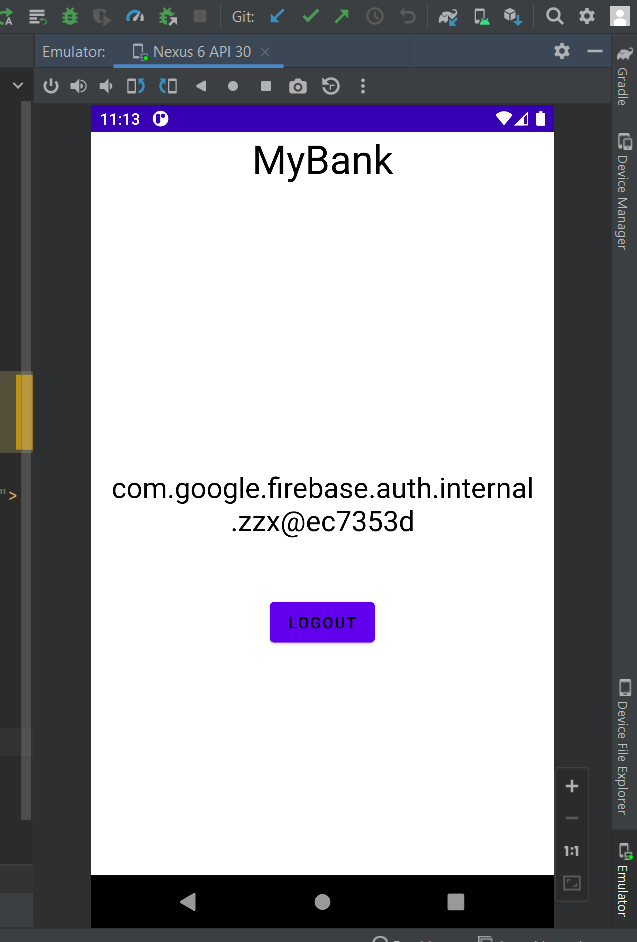 Git:
Emulator:
Nexus 6 API 30
11:13
MyBank
com.google.firebase.auth.internal
.zzx@ec7353d
LOGOUT
">
1:1
Gradle
Device Manager
Device File Explorer
Emulator